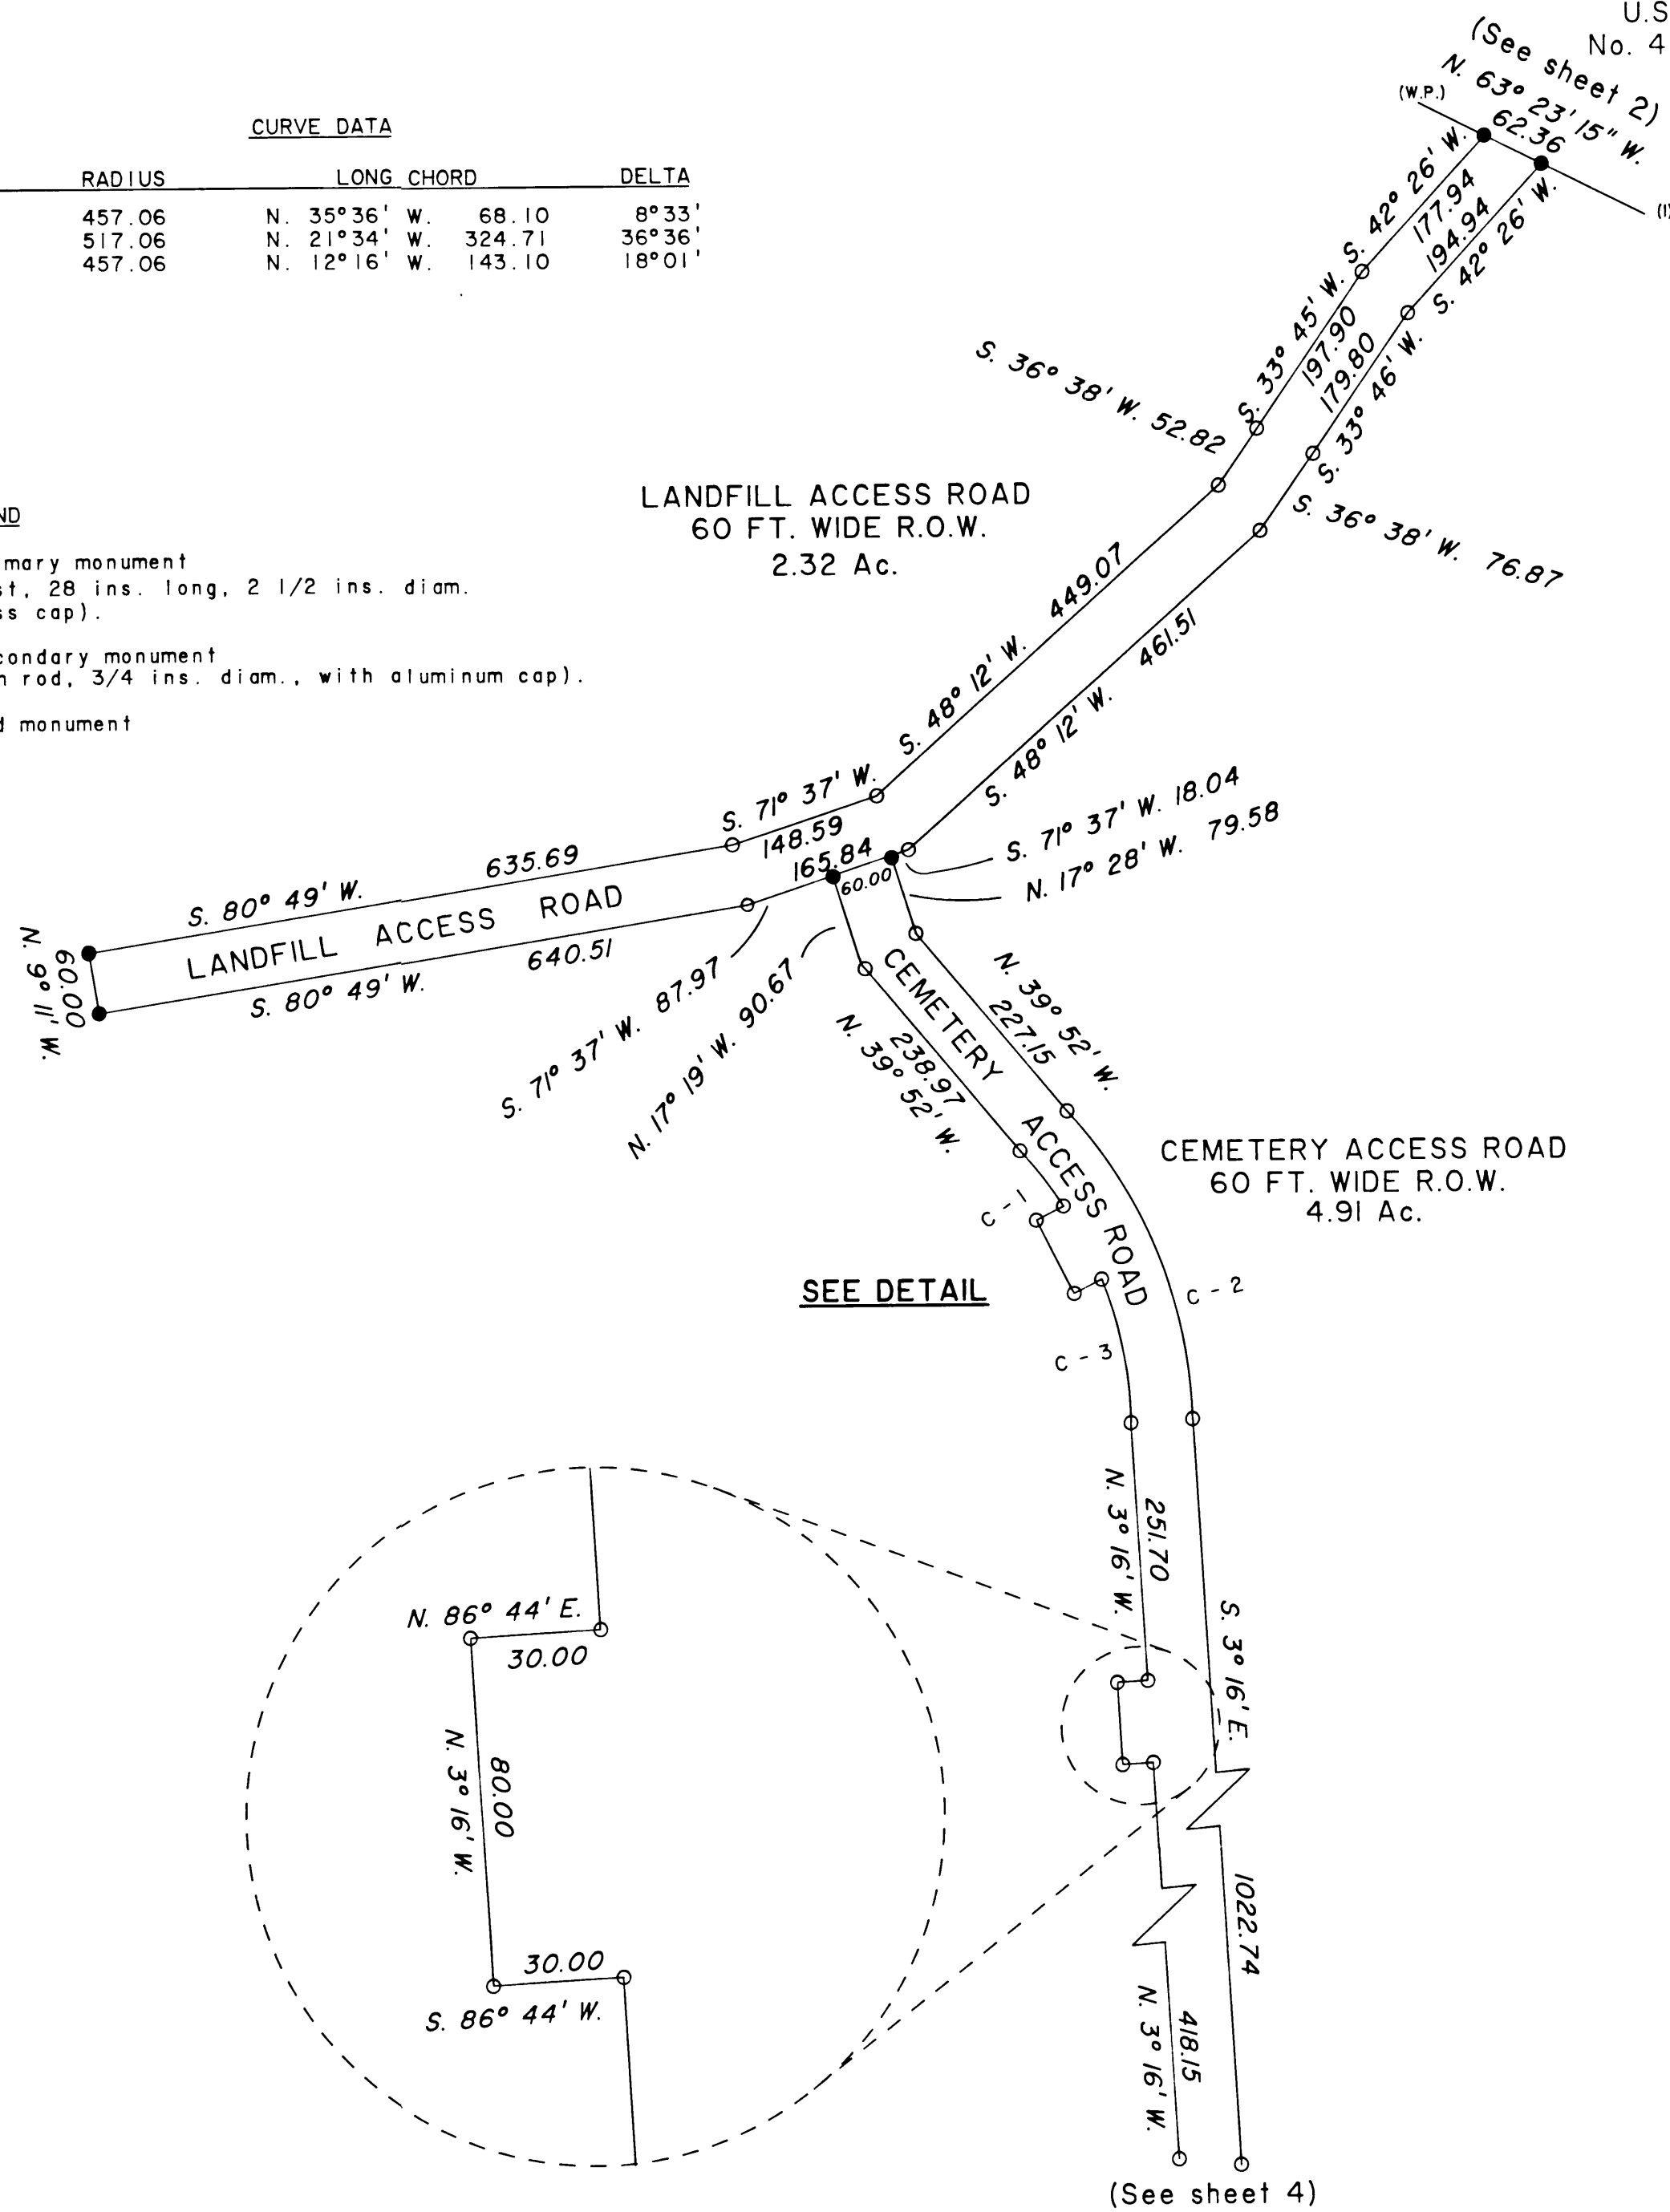 U.S
No. 4
(See sheet 2)
N. 63° 23' 15" W.
62.36
(W.P.)
(1)
CURVE DATA
RADIUS LONG CHORD DELTA
457.06 N. 35°36' W. 68.10 8°33'
517.06 N. 21°34' W. 324.71 36°36'
457.06 N. 12°16' W. 143.10 18°01'
S. 42° 26' W.
177.94
194.94
S. 42° 26' W.
S. 33° 45' W.
197.90
179.80
S. 33° 46' W.
S. 36° 38' W. 52.82
S. 36° 38' W. 76.87
LANDFILL ACCESS ROAD
60 FT. WIDE R.O.W.
2.32 Ac.
ND
mary monument
st, 28 ins. long, 2 1/2 ins. diam.
ss cap).
condary monument
n rod, 3/4 ins. diam., with aluminum cap).
d monument
S. 48° 12' W. 449.07
S. 48° 12' W. 461.51
S. 71° 37' W.
148.59
165.84
60.00
S. 71° 37' W. 18.04
N. 17° 28' W. 79.58
S. 80° 49' W. 635.69
LANDFILL ACCESS ROAD
S. 80° 49' W. 640.51
60.00
N. 9° 11' W.
S. 71° 37' W. 87.97
N. 17° 19' W. 90.67
N. 39° 52' W.
227.15
CEMETERY ACCESS ROAD
238.97
N. 39° 52' W.
CEMETERY ACCESS ROAD
60 FT. WIDE R.O.W.
4.91 Ac.
C - 1
SEE DETAIL
C - 2
C - 3
N. 3° 16' W.
251.70
S. 3° 16' E.
1022.74
N. 86° 44' E.
30.00
N. 3° 16' W.
80.00
30.00
S. 86° 44' W.
N. 3° 16' W.
418.15
(See sheet 4)